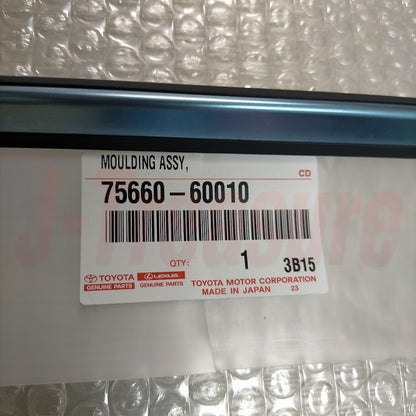 MOULDING ASSY,
CD
75660-60010
QTY: 1 3B15
TOYOTA LEXUS TOYOTA MOTOR CORPORATION
GENUINE PARTS GENUINE PARTS MADE IN JAPAN 23
J-Treasure